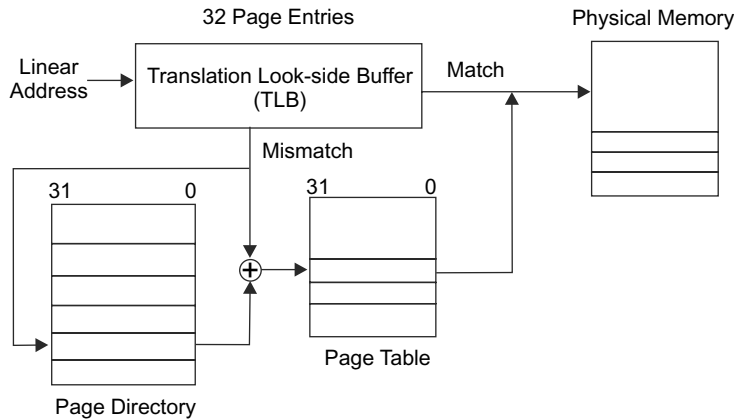 32 Page Entries
Physical Memory
Linear
Address
Translation Look-side Buffer
(TLB)
Match
Mismatch
31 0
31 0
+
Page Table
Page Directory